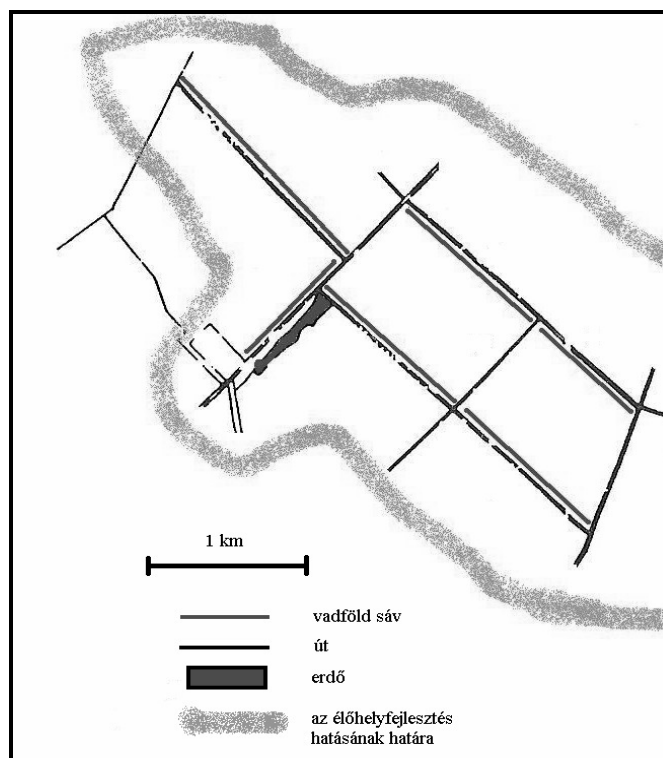 1 km
vadföld sáv
út
erdő
az élőhelyfejlesztés
hatásának határa